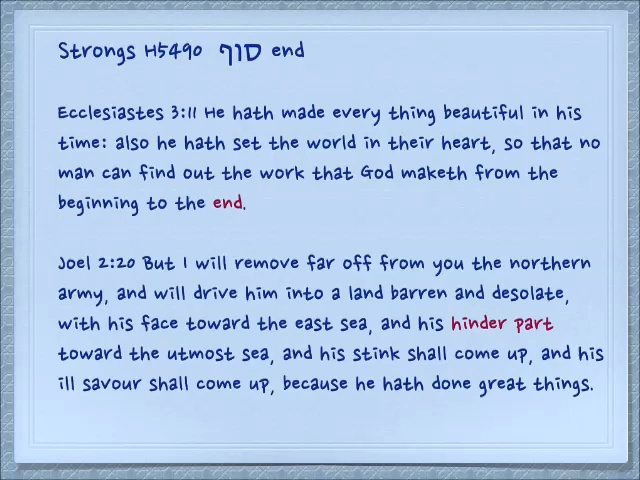 Strongs H5490 סוף end
Ecclesiastes 3:11 He hath made every thing beautiful in his
time: also he hath set the world in their heart, so that no
man can find out the work that God maketh from the
beginning to the end.
Joel 2:20 But I will remove far off from you the northern
army, and will drive him into a land barren and desolate,
with his face toward the east sea, and his hinder part
toward the utmost sea, and his stink shall come up, and his
ill savour shall come up, because he hath done great things.